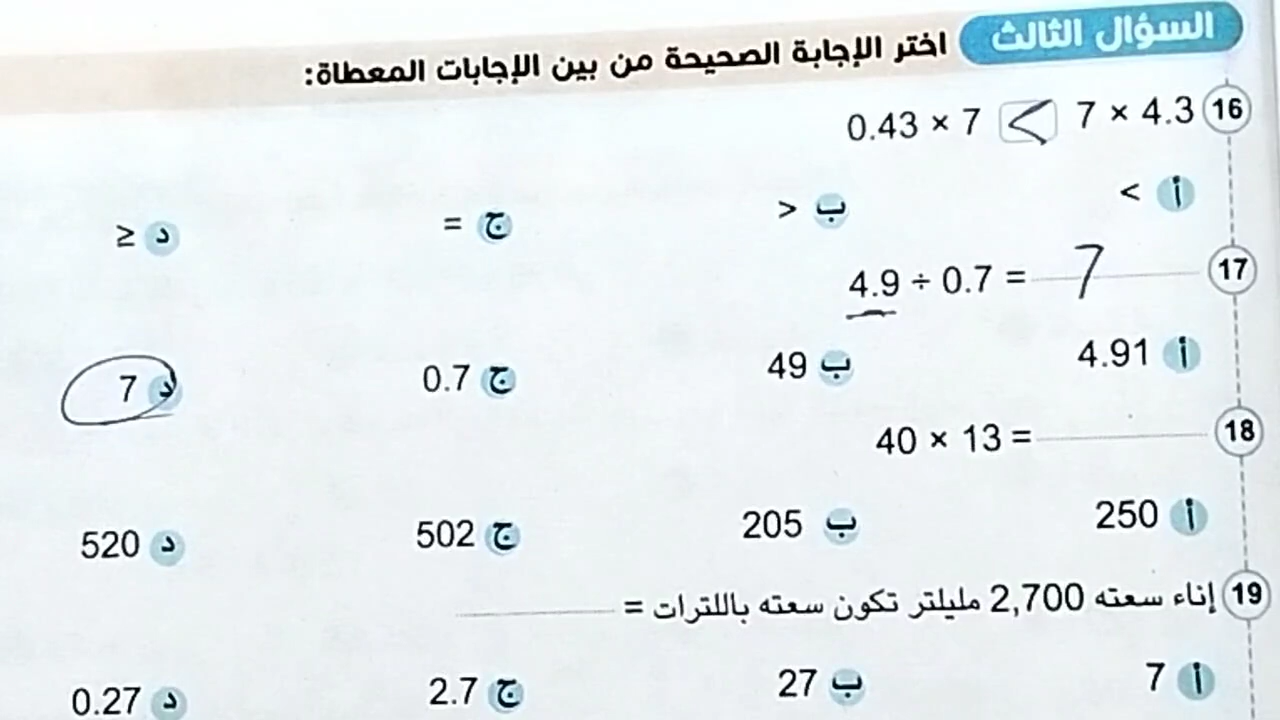 السؤال الثالث اختر الإجابة الصحيحة من بين الإجابات المعطاة:
16 0.43 × 7 < 7 × 4.3
أ < ب > ج = د ≥
17 4.9 ÷ 0.7 = 7
أ 4.91 ب 49 ج 0.7 د 7
18 40 × 13 =
أ 250 ب 205 ج 502 د 520
19 إناء سعته 2,700 مليلتر تكون سعته باللترات =
أ 7 ب 27 ج 2.7 د 0.27